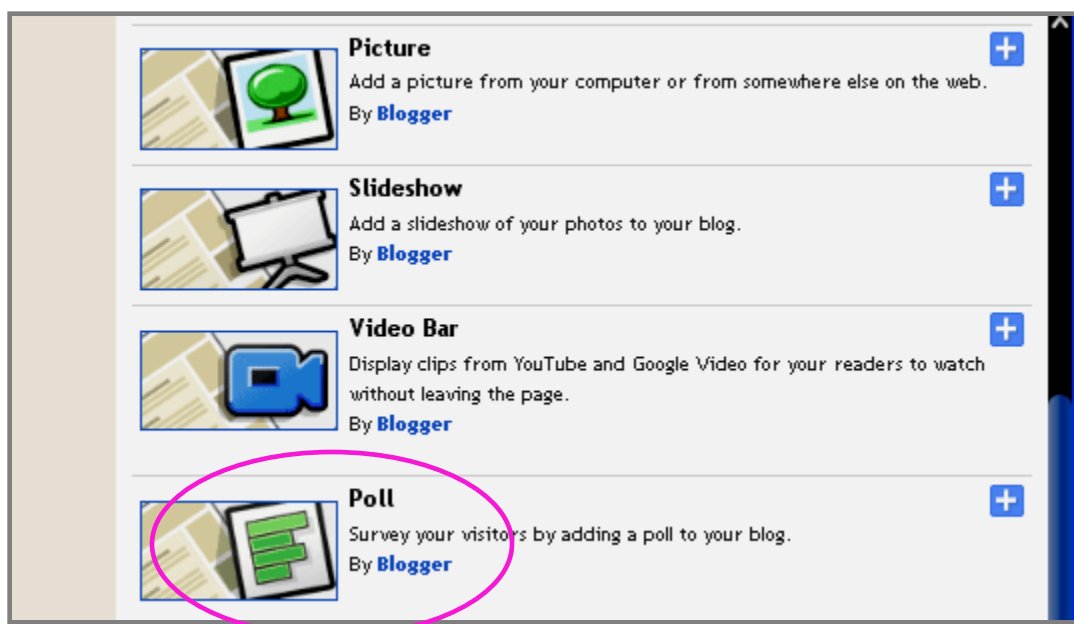 Picture
Add a picture from your computer or from somewhere else on the web.
By Blogger
Slideshow
Add a slideshow of your photos to your blog.
By Blogger
Video Bar
Display clips from YouTube and Google Video for your readers to watch
without leaving the page.
By Blogger
Poll
Survey your visitors by adding a poll to your blog.
By Blogger